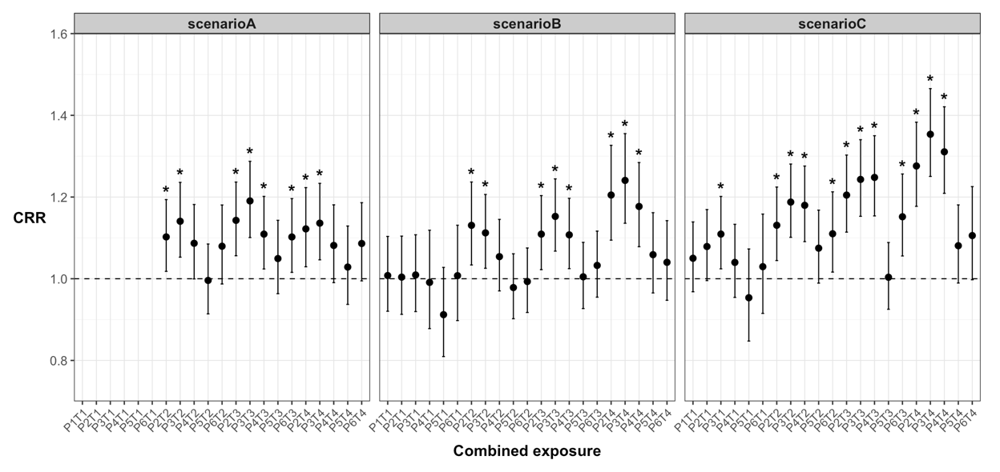 scenarioA
scenarioB
scenarioC
1.6
1.4
1.2
1.0
0.8
CRR
P1T1 P2T1 P3T1 P4T1 P5T1 P6T1 P2T2 P3T2 P4T2 P5T2 P6T2 P2T3 P3T3 P4T3 P5T3 P6T3 P2T4 P3T4 P4T4 P5T4 P6T4
P1T1 P2T1 P3T1 P4T1 P5T1 P6T1 P2T2 P3T2 P4T2 P5T2 P6T2 P2T3 P3T3 P4T3 P5T3 P6T3 P2T4 P3T4 P4T4 P5T4 P6T4
P1T1 P2T1 P3T1 P4T1 P5T1 P6T1 P2T2 P3T2 P4T2 P5T2 P6T2 P2T3 P3T3 P4T3 P5T3 P6T3 P2T4 P3T4 P4T4 P5T4 P6T4
Combined exposure